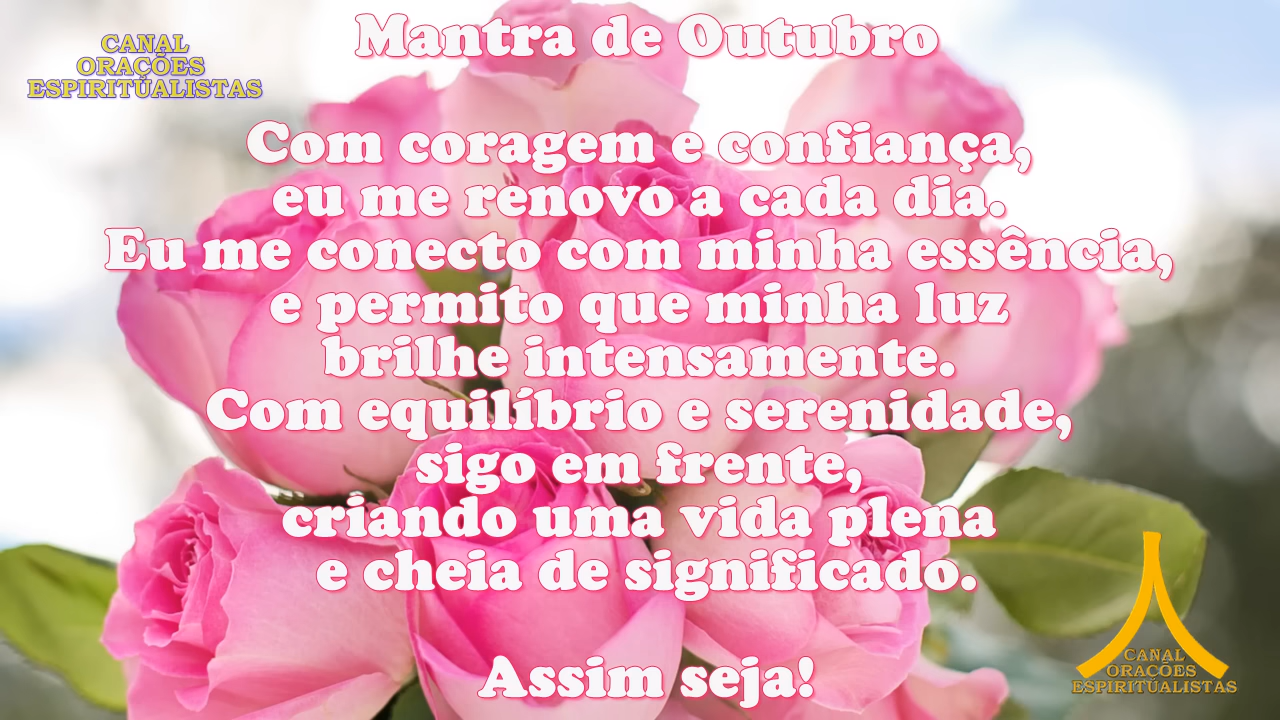 Mantra de Outubro
CANAL
ORAÇÕES
ESPIRITUALISTAS
Com coragem e confiança,
eu me renovo a cada dia.
Eu me conecto com minha essência,
e permito que minha luz
brilhe intensamente.
Com equilíbrio e serenidade,
sigo em frente,
criando uma vida plena
e cheia de significado.
Assim seja!
CANAL
ORAÇÕES
ESPIRITUALISTAS